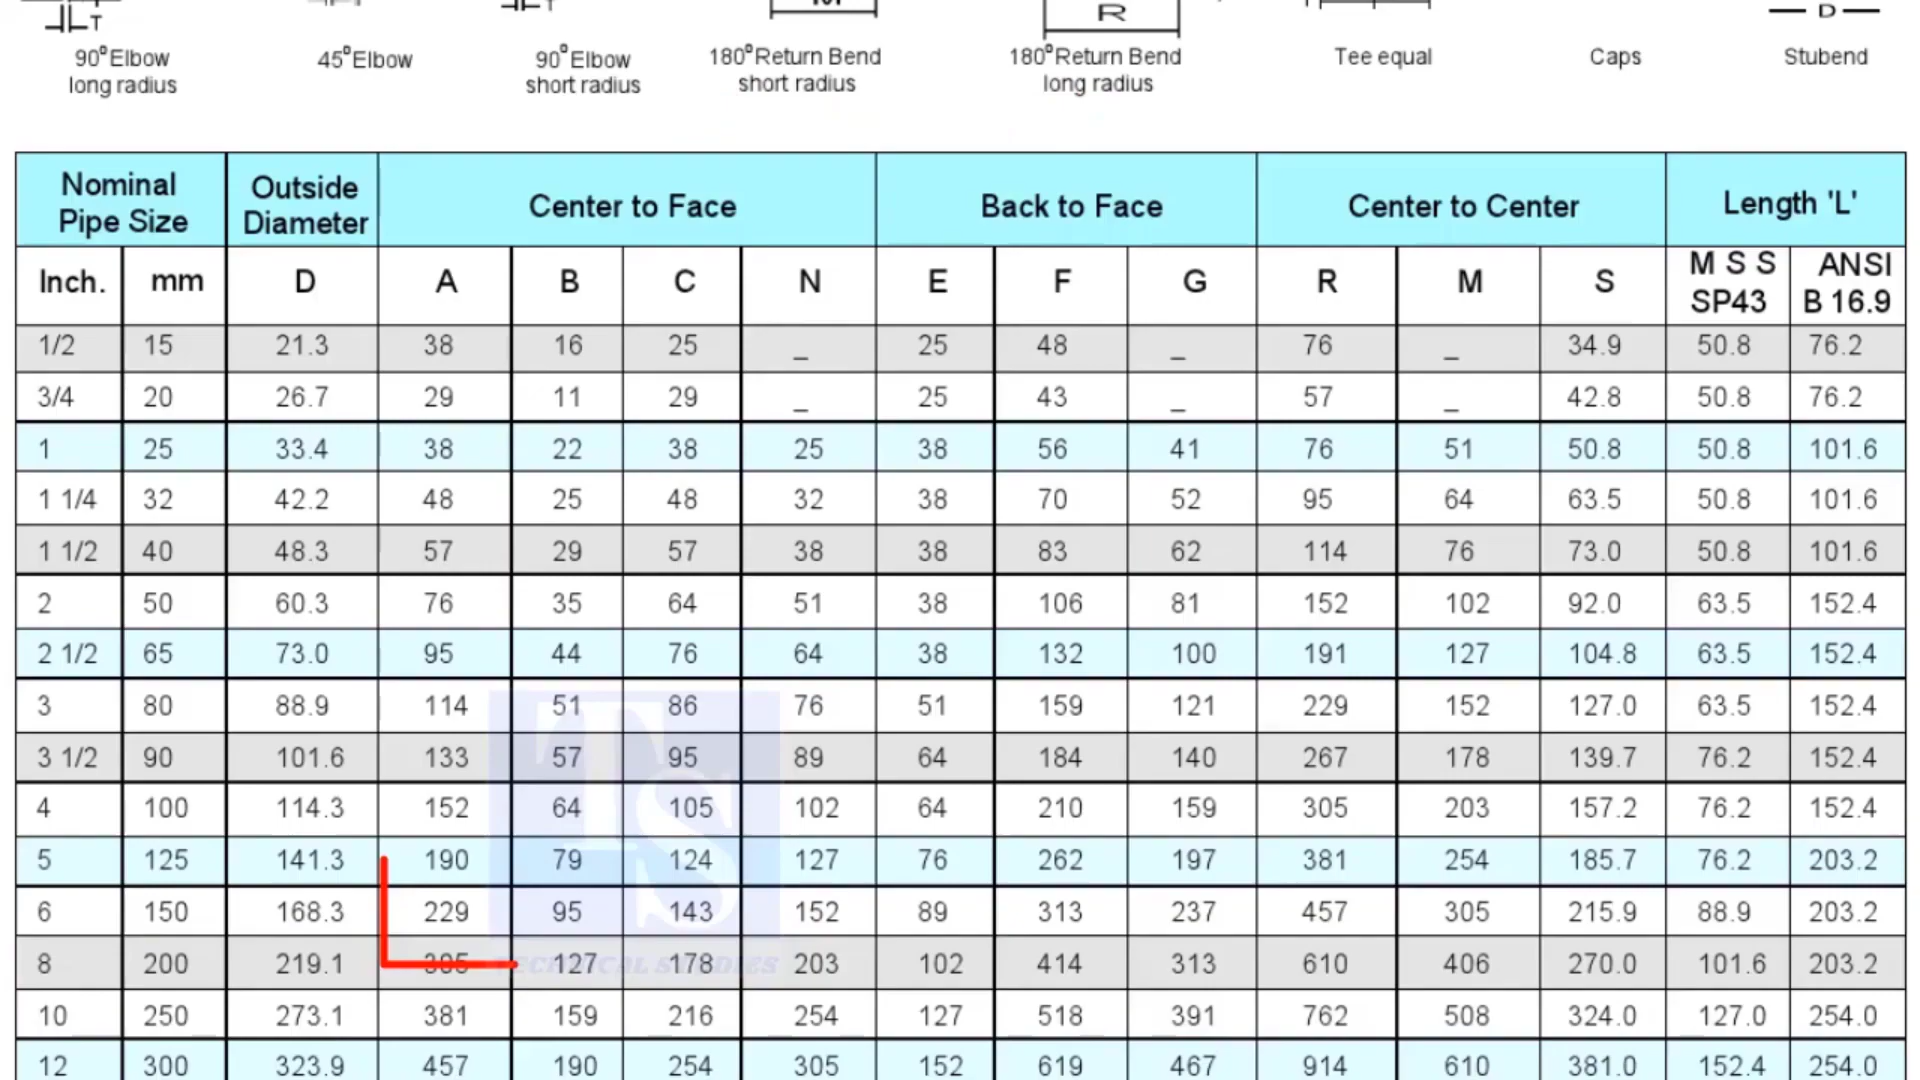 T
T
M
R
D
90°Elbow
long radius
45°Elbow
90°Elbow
short radius
180°Return Bend
short radius
180°Return Bend
long radius
Tee equal
Caps
Stubend
Nominal Pipe Size Outside Diameter Center to Face Back to Face Center to Center Length 'L'
Inch. mm D A B C N E F G R M S M S S SP43 ANSI B 16.9
1/2 15 21.3 38 16 25 _ 25 48 _ 76 _ 34.9 50.8 76.2
3/4 20 26.7 29 11 29 _ 25 43 _ 57 _ 42.8 50.8 76.2
1 25 33.4 38 22 38 25 38 56 41 76 51 50.8 50.8 101.6
1 1/4 32 42.2 48 25 48 32 38 70 52 95 64 63.5 50.8 101.6
1 1/2 40 48.3 57 29 57 38 38 83 62 114 76 73.0 50.8 101.6
2 50 60.3 76 35 64 51 38 106 81 152 102 92.0 63.5 152.4
2 1/2 65 73.0 95 44 76 64 38 132 100 191 127 104.8 63.5 152.4
3 80 88.9 114 51 86 76 51 159 121 229 152 127.0 63.5 152.4
3 1/2 90 101.6 133 57 95 89 64 184 140 267 178 139.7 76.2 152.4
4 100 114.3 152 64 105 102 64 210 159 305 203 157.2 76.2 152.4
5 125 141.3 190 79 124 127 76 262 197 381 254 185.7 76.2 203.2
6 150 168.3 229 95 143 152 89 313 237 457 305 215.9 88.9 203.2
8 200 219.1 127 178 203 102 414 313 610 406 270.0 101.6 203.2
10 250 273.1 381 159 216 254 127 518 391 762 508 324.0 127.0 254.0
12 300 323.9 457 190 254 305 152 619 467 914 610 381.0 152.4 254.0
TS
TECHNICAL STUDIES